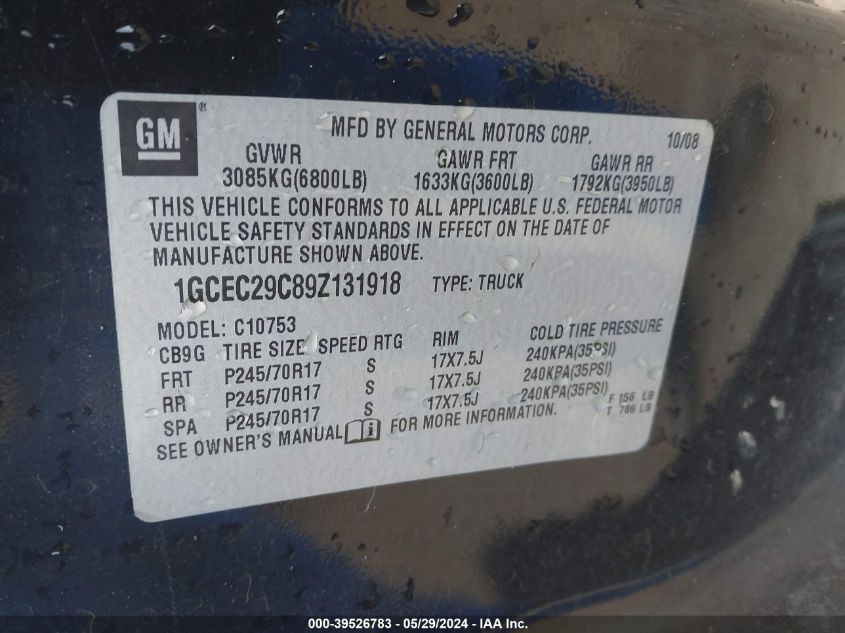 GM ®
MFD BY GENERAL MOTORS CORP. 10/08
GVWR GAWR FRT GAWR RR
3085KG(6800LB) 1633KG(3600LB) 1792KG(3950LB)
THIS VEHICLE CONFORMS TO ALL APPLICABLE U.S. FEDERAL MOTOR
VEHICLE SAFETY STANDARDS IN EFFECT ON THE DATE OF
MANUFACTURE SHOWN ABOVE.
1GCEC29C89Z131918 TYPE: TRUCK
MODEL: C10753
CB9G TIRE SIZE SPEED RTG RIM COLD TIRE PRESSURE
FRT P245/70R17 S 17X7.5J 240KPA(35PSI)
RR P245/70R17 S 17X7.5J 240KPA(35PSI)
SPA P245/70R17 S 17X7.5J 240KPA(35PSI)
F 156 LB
T 786 LB
SEE OWNER'S MANUAL i FOR MORE INFORMATION.
000-39526783 - 05/29/2024 - IAA Inc.